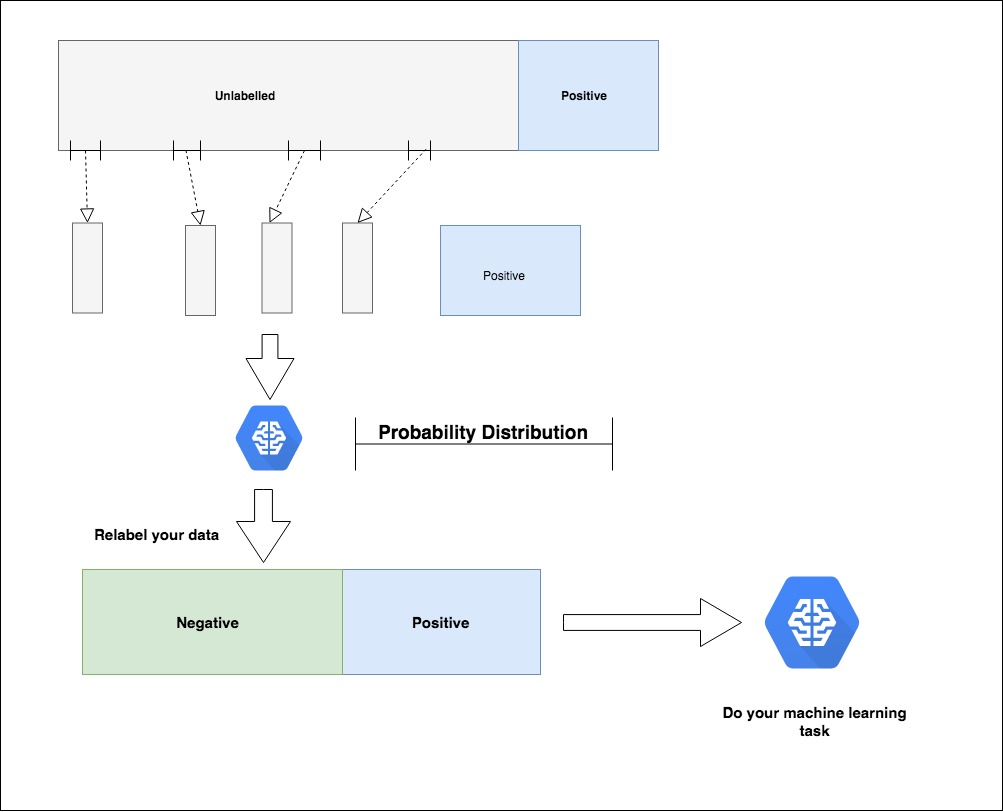 Unlabelled
Positive
Positive
Probability Distribution
Relabel your data
Negative
Positive
Do your machine learning
task